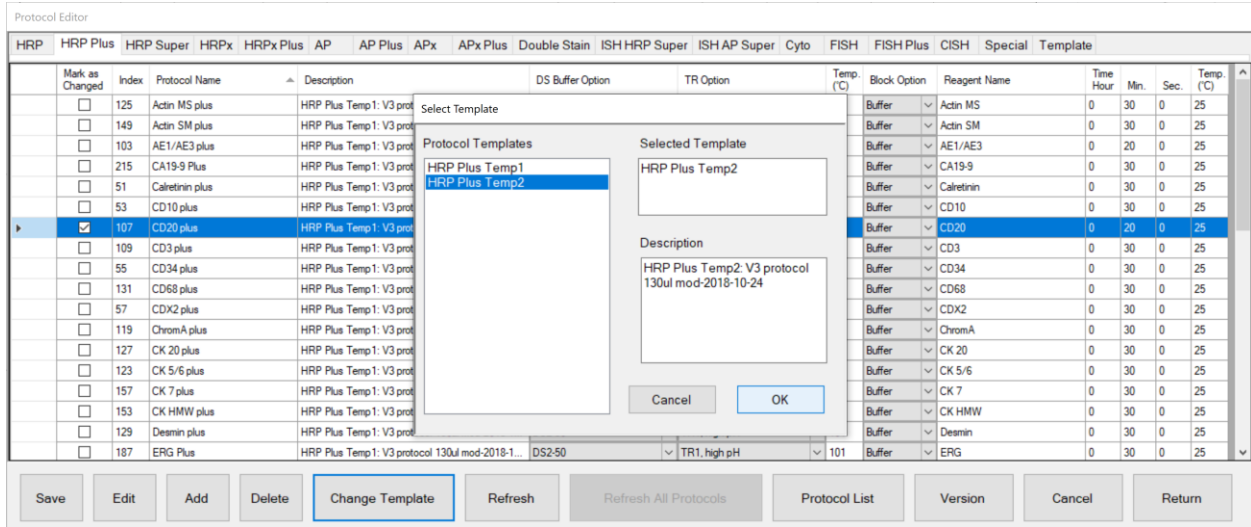 Protocol Editor
HRP HRP Plus HRP Super HRPx HRPx Plus AP AP Plus APx APx Plus Double Stain ISH HRP Super ISH AP Super Cyto FISH FISH Plus CISH Special Template
Mark as Changed Index Protocol Name Description DS Buffer Option TR Option Temp. (°C) Block Option Reagent Name Time Hour Min. Sec. Temp. (°C)
125 Actin MS plus HRP Plus Temp1: V3 prot Buffer Actin MS 0 30 0 25
149 Actin SM plus HRP Plus Temp1: V3 prot Buffer Actin SM 0 30 0 25
103 AE1/AE3 plus HRP Plus Temp1: V3 prot Buffer AE1/AE3 0 20 0 25
215 CA19-9 Plus HRP Plus Temp1: V3 prot Buffer CA19-9 0 30 0 25
51 Calretinin plus HRP Plus Temp1: V3 prot Buffer Calretinin 0 30 0 25
53 CD10 plus HRP Plus Temp1: V3 prot Buffer CD10 0 30 0 25
107 CD20 plus HRP Plus Temp1: V3 prot Buffer CD20 0 20 0 25
109 CD3 plus HRP Plus Temp1: V3 prot Buffer CD3 0 30 0 25
55 CD34 plus HRP Plus Temp1: V3 prot Buffer CD34 0 30 0 25
131 CD68 plus HRP Plus Temp1: V3 prot Buffer CD68 0 30 0 25
57 CDX2 plus HRP Plus Temp1: V3 prot Buffer CDX2 0 30 0 25
119 ChromA plus HRP Plus Temp1: V3 prot Buffer ChromA 0 30 0 25
127 CK 20 plus HRP Plus Temp1: V3 prot Buffer CK 20 0 30 0 25
123 CK 5/6 plus HRP Plus Temp1: V3 prot Buffer CK 5/6 0 30 0 25
157 CK 7 plus HRP Plus Temp1: V3 prot Buffer CK 7 0 30 0 25
153 CK HMW plus HRP Plus Temp1: V3 prot Buffer CK HMW 0 30 0 25
129 Desmin plus HRP Plus Temp1: V3 Buffer Desmin 0 30 0 25
187 ERG Plus HRP Plus Temp1: V3 protocol 130ul mod-2018-1... DS2-50 TR1, high pH 101 Buffer ERG 0 30 0 25
Select Template
Protocol Templates
HRP Plus Temp1
HRP Plus Temp2
Selected Template
HRP Plus Temp2
Description
HRP Plus Temp2: V3 protocol
130ul mod-2018-10-24
Cancel OK
Save Edit Add Delete Change Template Refresh Refresh All Protocols Protocol List Version Cancel Return